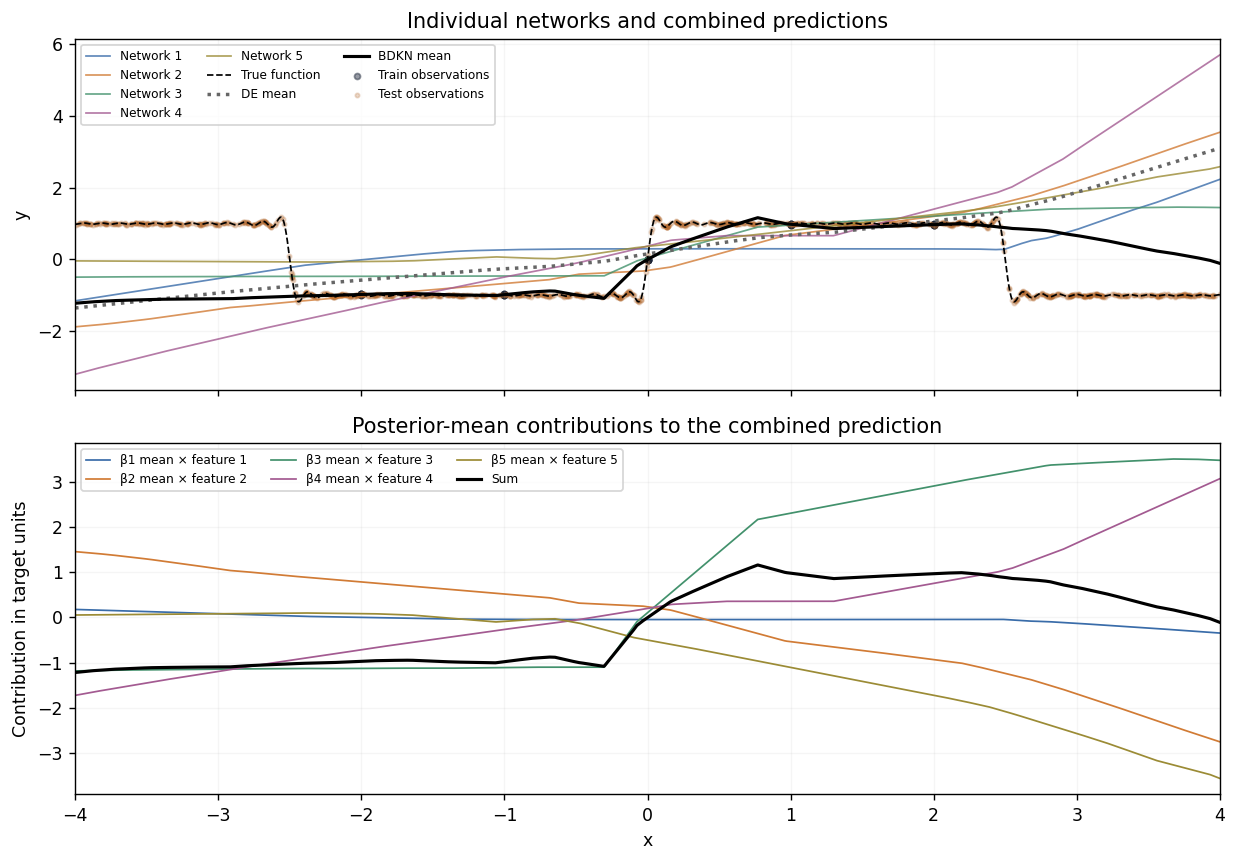 Individual networks and combined predictions
Network 1
Network 2
Network 3
Network 4
Network 5
True function
DE mean
BDKN mean
Train observations
Test observations
y
6
4
2
0
−2
Posterior-mean contributions to the combined prediction
β1 mean × feature 1
β2 mean × feature 2
β3 mean × feature 3
β4 mean × feature 4
β5 mean × feature 5
Sum
Contribution in target units
3
2
1
0
−1
−2
−3
−4 −3 −2 −1 0 1 2 3 4
x